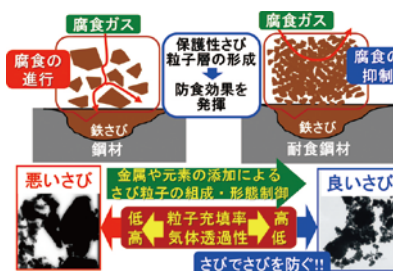 腐食ガス
腐食ガス
腐食の
進行
保護性さび
粒子層の形成
防食効果を
発揮
腐食の
抑制
鉄さび
鉄さび
鋼材
耐食鋼材
悪いさび
金属や元素の添加による
さび粒子の組成・形態制御
良いさび
低 粒子充填率 高
高 気体透過性 低
さびでさびを防ぐ!!